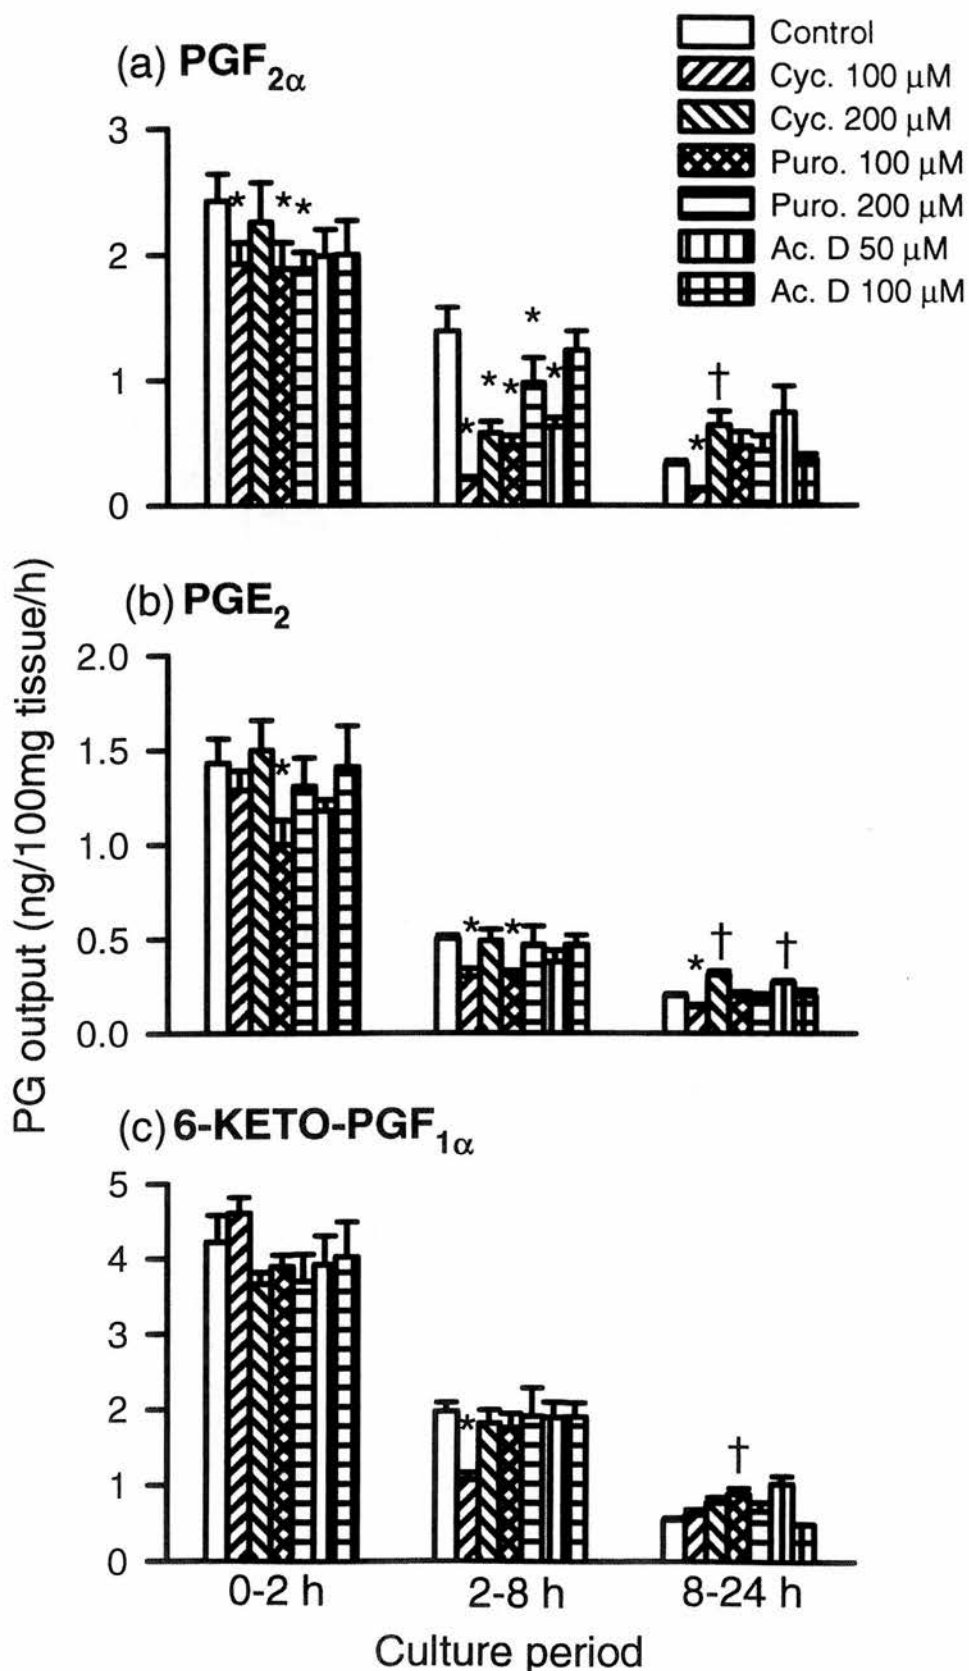 Control
Cyc. 100 µM
Cyc. 200 µM
Puro. 100 µM
Puro. 200 µM
Ac. D 50 µM
Ac. D 100 µM
(a) PGF2α
3
2
1
0
* * *
* * * * *
* †
PG output (ng/100mg tissue/h)
(b) PGE2
2.0
1.5
1.0
0.5
0.0
*
* *
* † †
(c) 6-KETO-PGF1α
5
4
3
2
1
0
*
†
0-2 h 2-8 h 8-24 h
Culture period